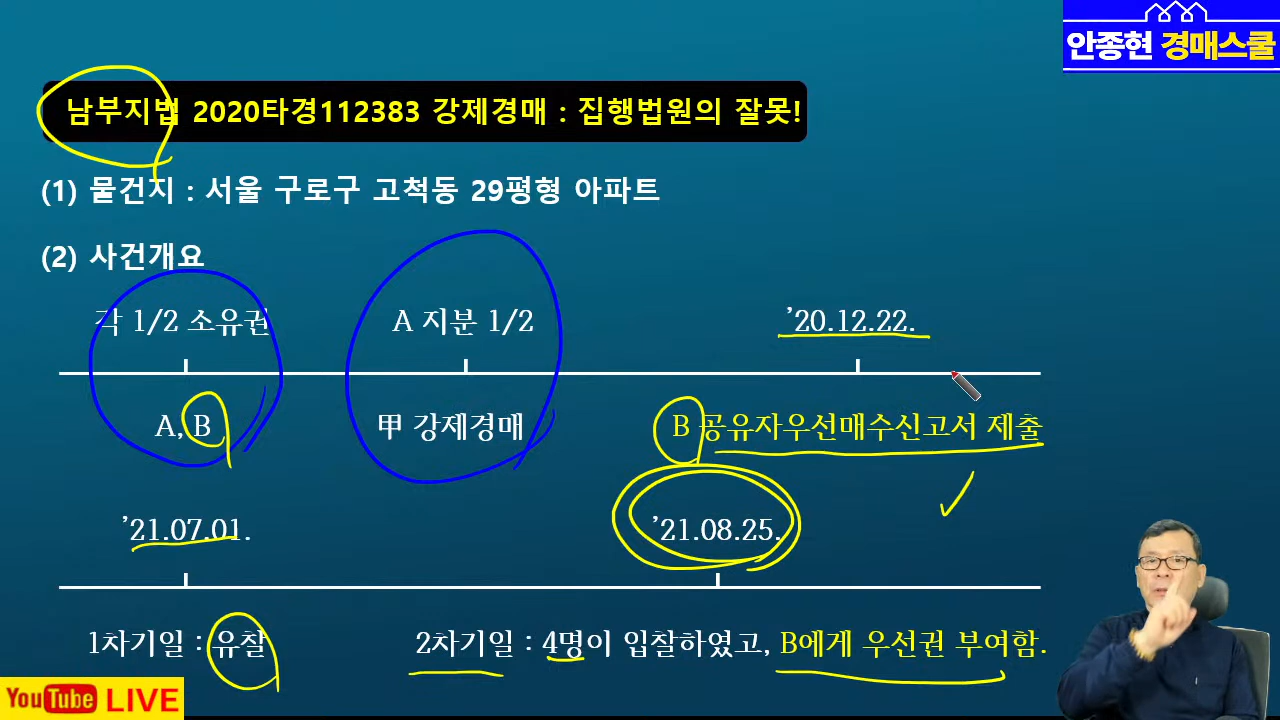 안종현 경매스쿨
남부지법 2020타경112383 강제경매 : 집행법원의 잘못!
(1) 물건지 : 서울 구로구 고척동 29평형 아파트
(2) 사건개요
각 1/2 소유권
A 지분 1/2
’20.12.22.
A, B
甲 강제경매
B 공유자우선매수신고서 제출
’21.07.01.
’21.08.25.
1차기일 : 유찰
2차기일 : 4명이 입찰하였고, B에게 우선권 부여함.
YouTube LIVE